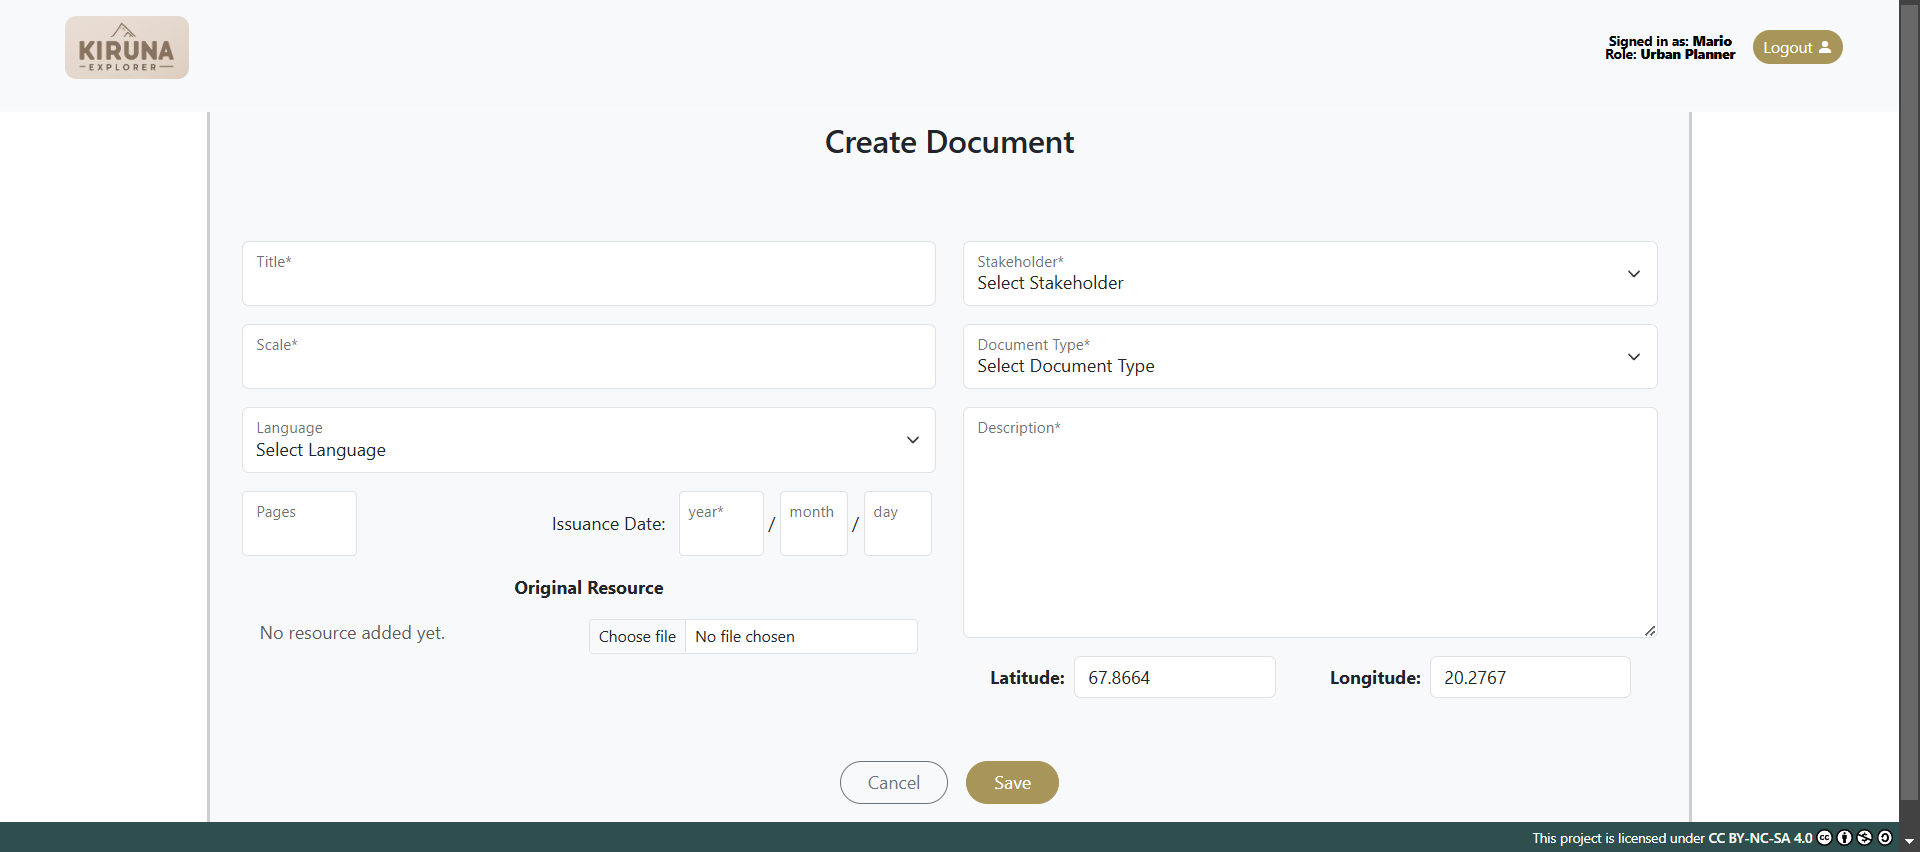 KIRUNA
EXPLORER
Signed in as: Mario
Role: Urban Planner
Logout
Create Document
Title*
Stakeholder*
Select Stakeholder
Scale*
Document Type*
Select Document Type
Language
Select Language
Description*
Pages
Issuance Date: year* / month / day
Original Resource
No resource added yet.
Choose file No file chosen
Latitude: 67.8664
Longitude: 20.2767
Cancel
Save
This project is licensed under CC BY-NC-SA 4.0